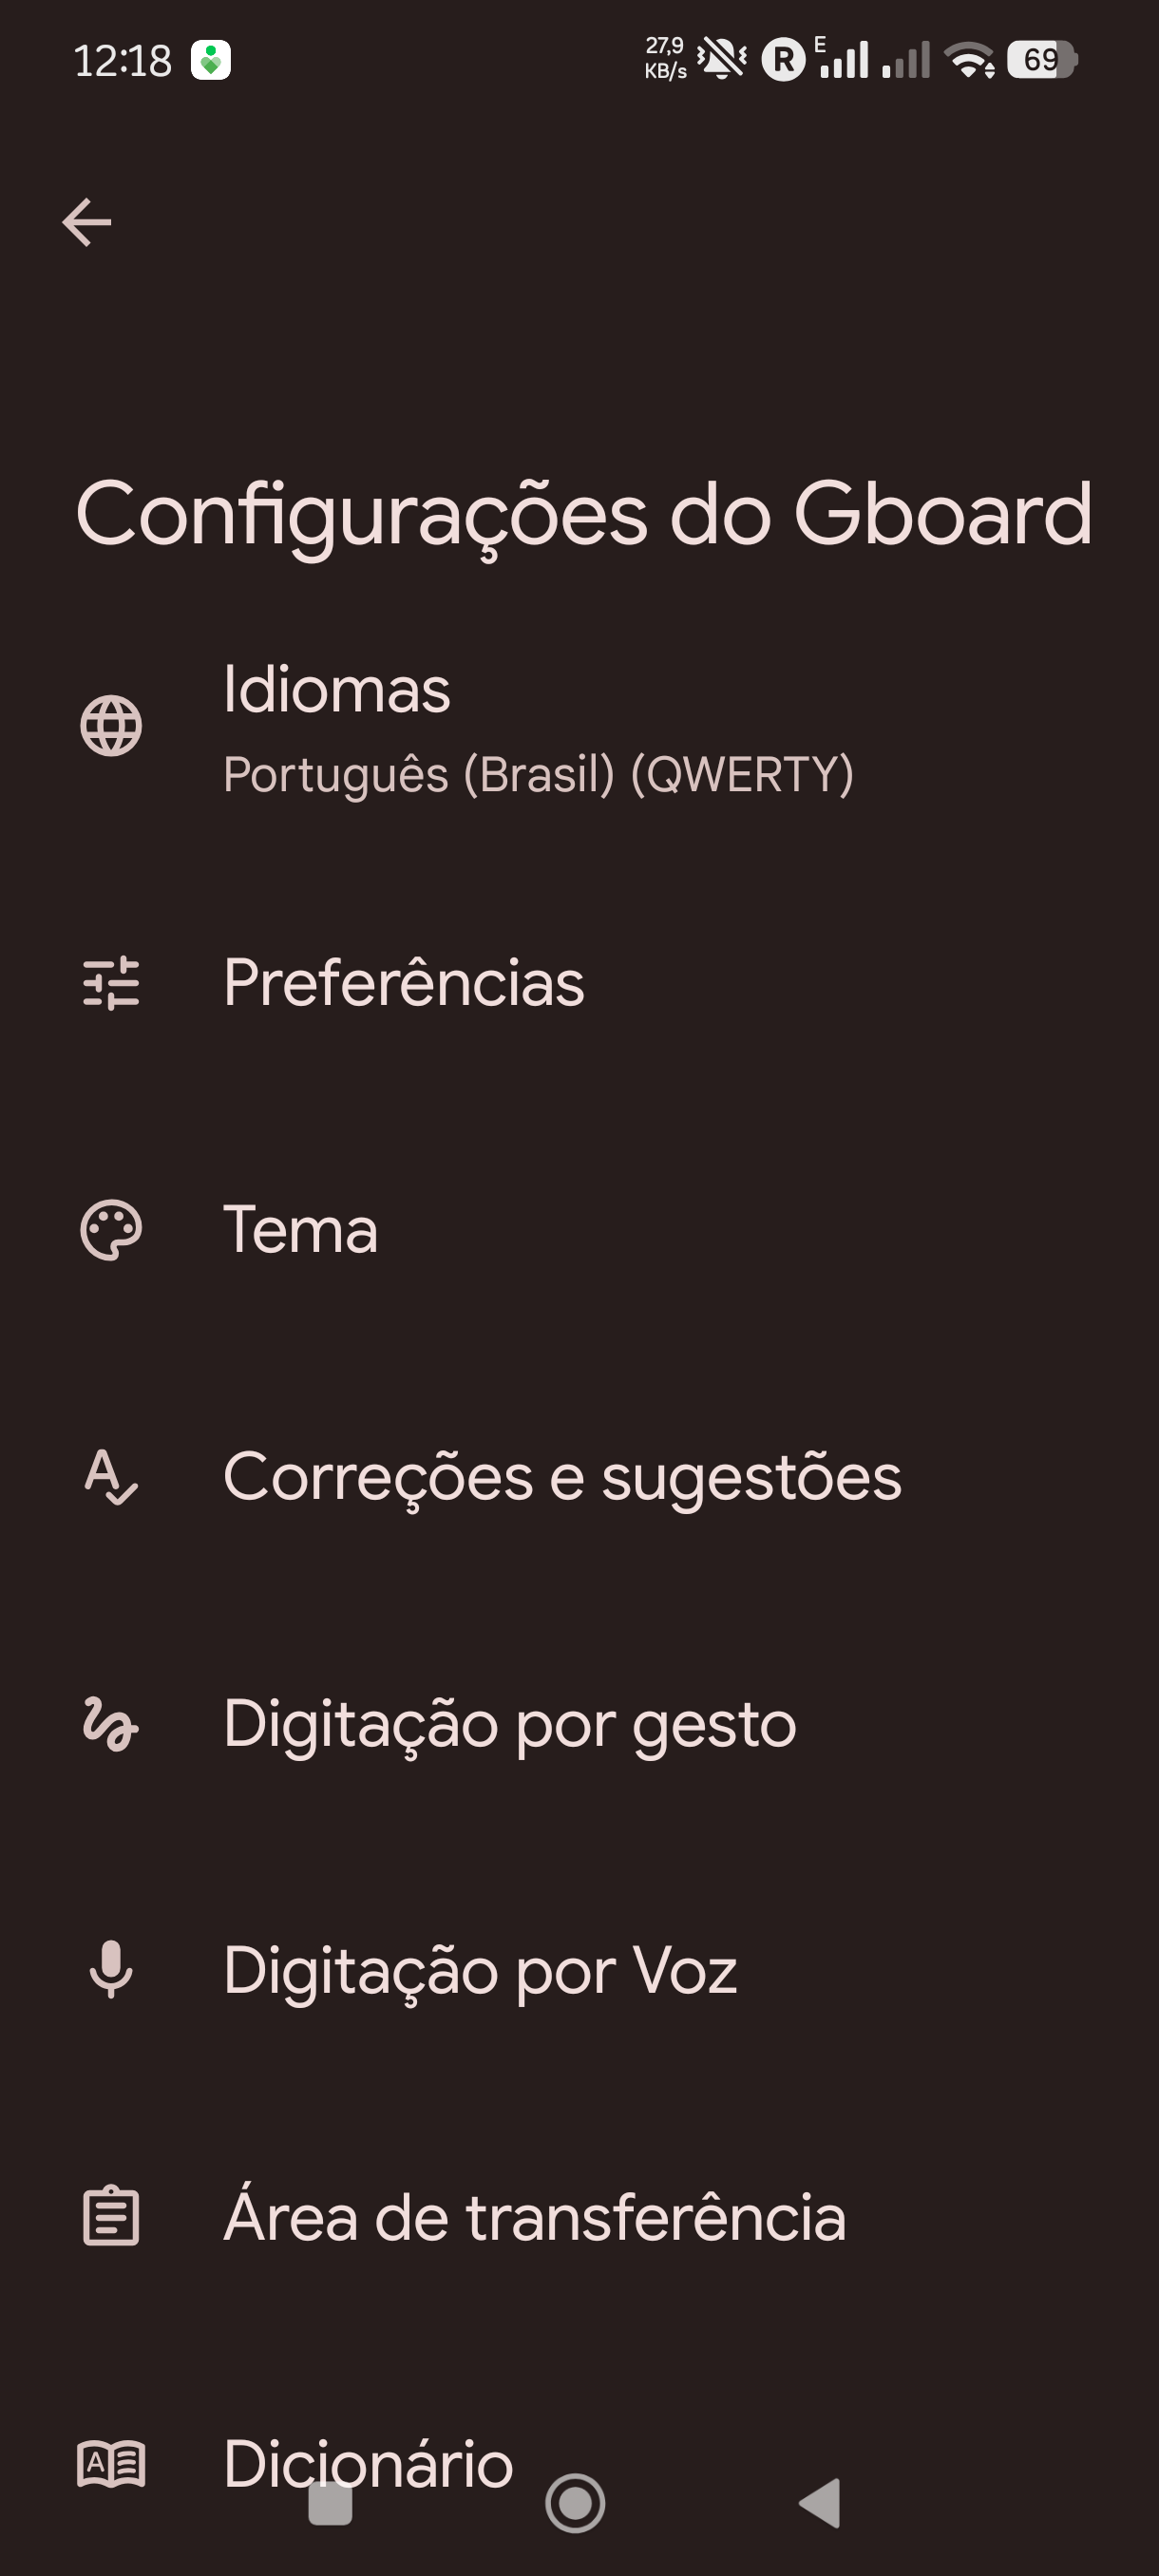 12:18
27,9
KB/s
R
E
69
Configurações do Gboard
Idiomas
Português (Brasil) (QWERTY)
Preferências
Tema
Correções e sugestões
Digitação por gesto
Digitação por Voz
Área de transferência
Dicionário